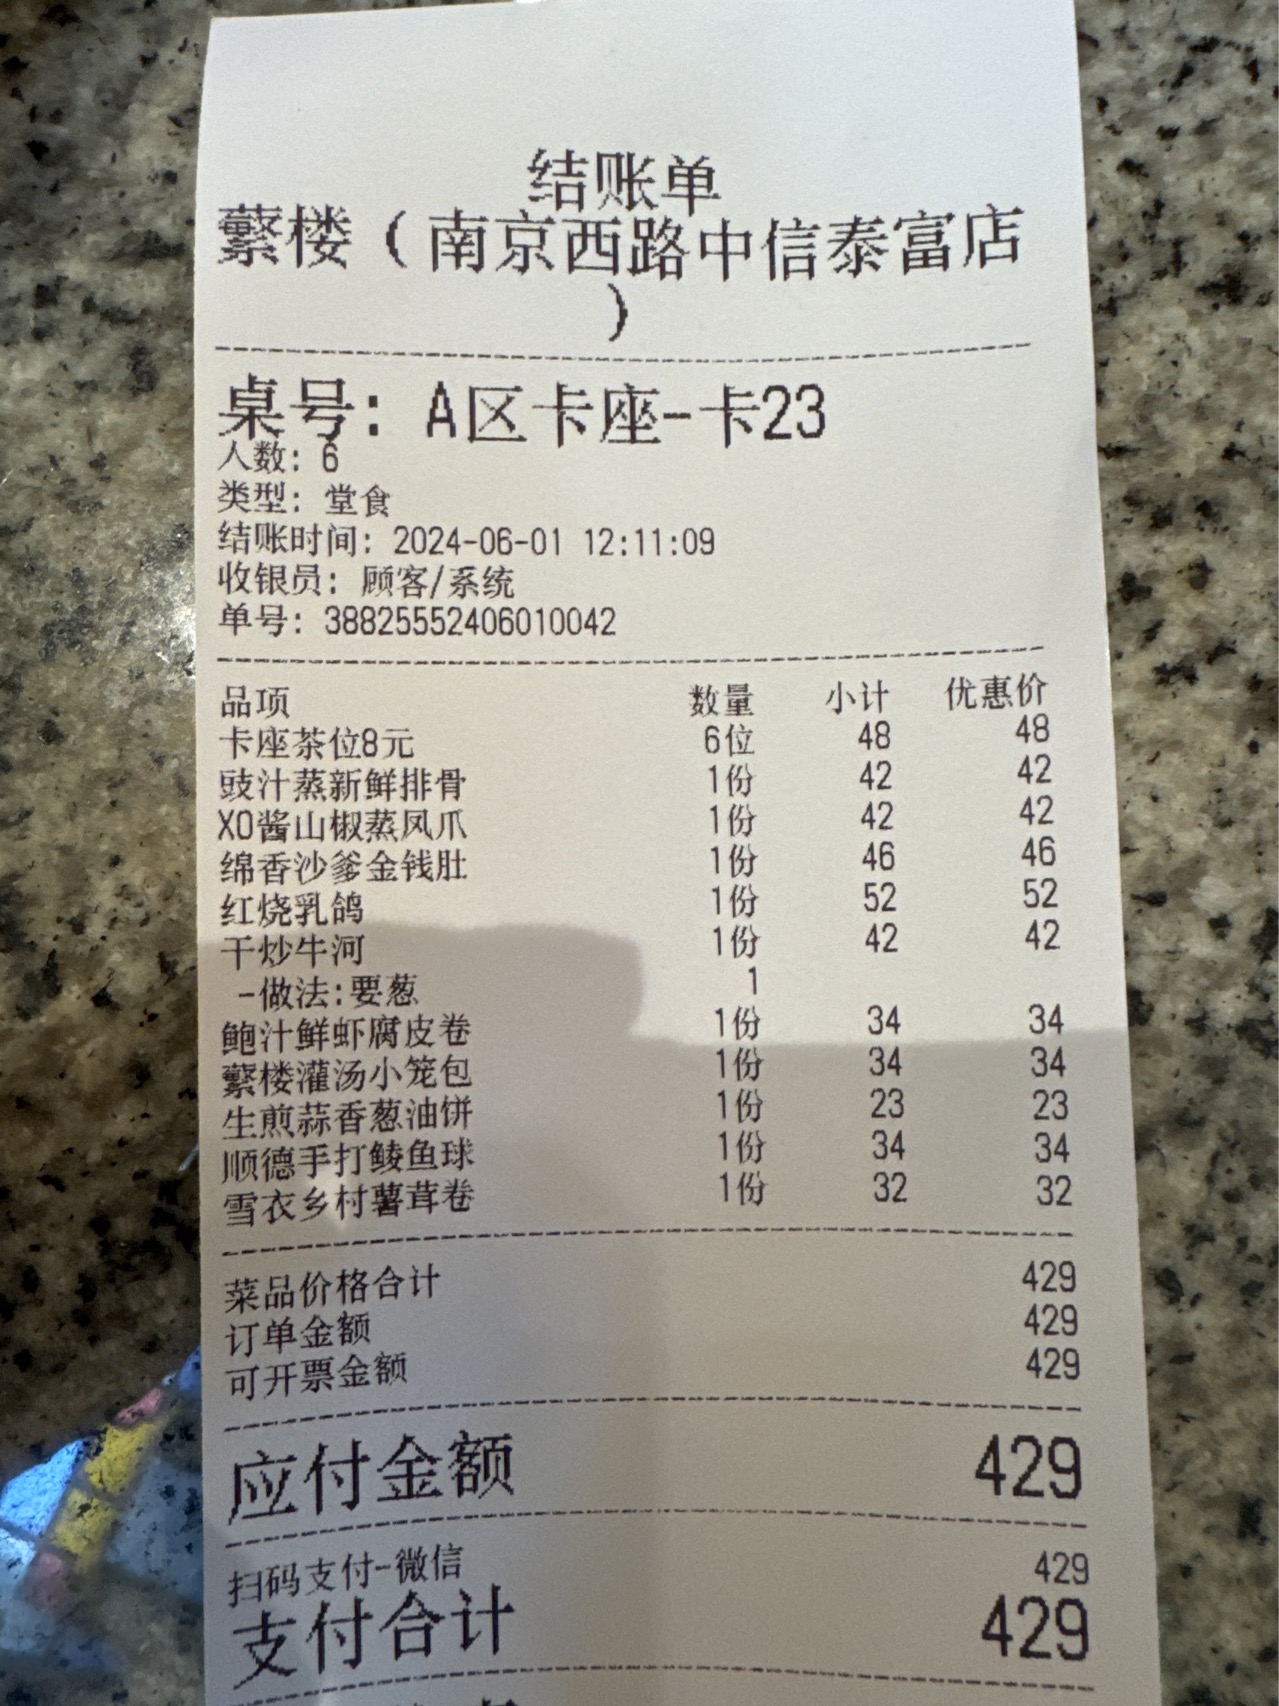 结账单
蘩楼(南京西路中信泰富店
)
桌号: A区卡座-卡23
人数: 6
类型: 堂食
结账时间: 2024-06-01 12:11:09
收银员: 顾客/系统
单号: 38825552406010042
品项 数量 小计 优惠价
卡座茶位8元 6位 48 48
豉汁蒸新鲜排骨 1份 42 42
XO酱山椒蒸凤爪 1份 42 42
绵香沙爹金钱肚 1份 46 46
红烧乳鸽 1份 52 52
干炒牛河 1份 42 42
-做法:要葱 1
鲍汁鲜虾腐皮卷 1份 34 34
蘩楼灌汤小笼包 1份 34 34
生煎蒜香葱油饼 1份 23 23
顺德手打鲮鱼球 1份 34 34
雪衣乡村薯茸卷 1份 32 32
菜品价格合计 429
订单金额 429
可开票金额 429
应付金额 429
扫码支付-微信 429
支付合计 429